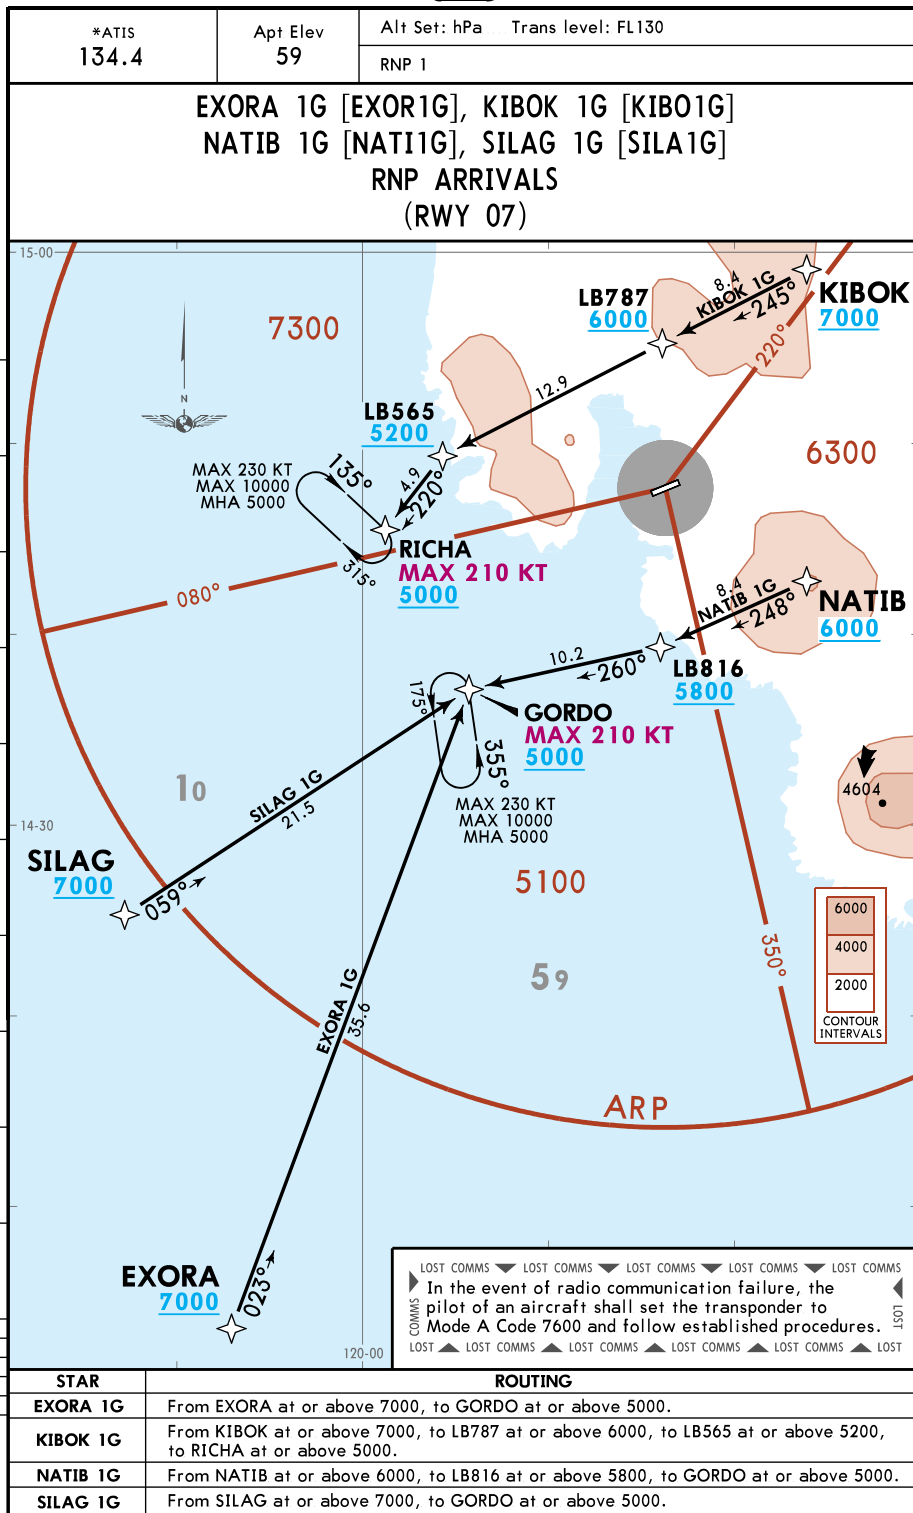 *ATIS
134.4
Apt Elev
59
Alt Set: hPa Trans level: FL130
RNP 1
EXORA 1G [EXOR1G], KIBOK 1G [KIBO1G]
NATIB 1G [NATI1G], SILAG 1G [SILA1G]
RNP ARRIVALS
(RWY 07)
15-00
7300
LB787
6000
8.4
KIBOK 1G
245°
KIBOK
7000
220°
N
12.9
LB565
5200
6300
MAX 230 KT
MAX 10000
MHA 5000
135°
4.9
220°
RICHA
MAX 210 KT
5000
315°
080°
8.4
NATIB 1G
248°
NATIB
6000
10.2
260°
LB816
5800
175°
GORDO
MAX 210 KT
5000
355°
SILAG 1G
21.5
10
MAX 230 KT
MAX 10000
MHA 5000
4604
14-30
SILAG
7000
059°
5100
6000
4000
2000
CONTOUR
INTERVALS
350°
59
EXORA 1G
35.6
ARP
EXORA
7000
023°
120-00
LOST COMMS LOST COMMS LOST COMMS LOST COMMS LOST COMMS
COMMS
LOST
In the event of radio communication failure, the
pilot of an aircraft shall set the transponder to
Mode A Code 7600 and follow established procedures.
LOST LOST COMMS LOST COMMS LOST COMMS LOST COMMS LOST
STAR ROUTING
EXORA 1G From EXORA at or above 7000, to GORDO at or above 5000.
KIBOK 1G From KIBOK at or above 7000, to LB787 at or above 6000, to LB565 at or above 5200,
to RICHA at or above 5000.
NATIB 1G From NATIB at or above 6000, to LB816 at or above 5800, to GORDO at or above 5000.
SILAG 1G From SILAG at or above 7000, to GORDO at or above 5000.